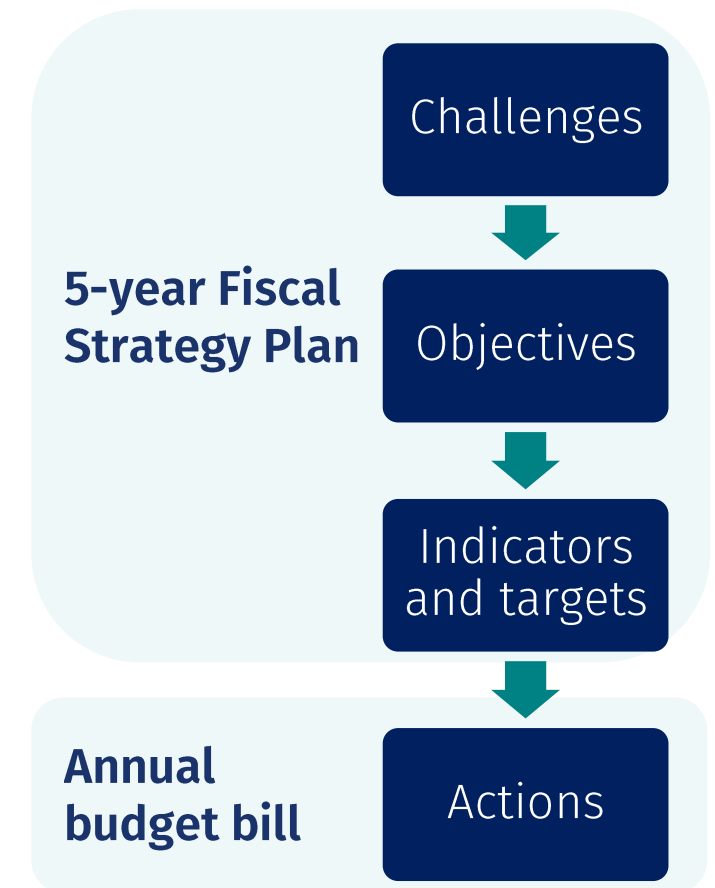 Challenges
5-year Fiscal
Strategy Plan
Objectives
Indicators
and targets
Annual
budget bill
Actions